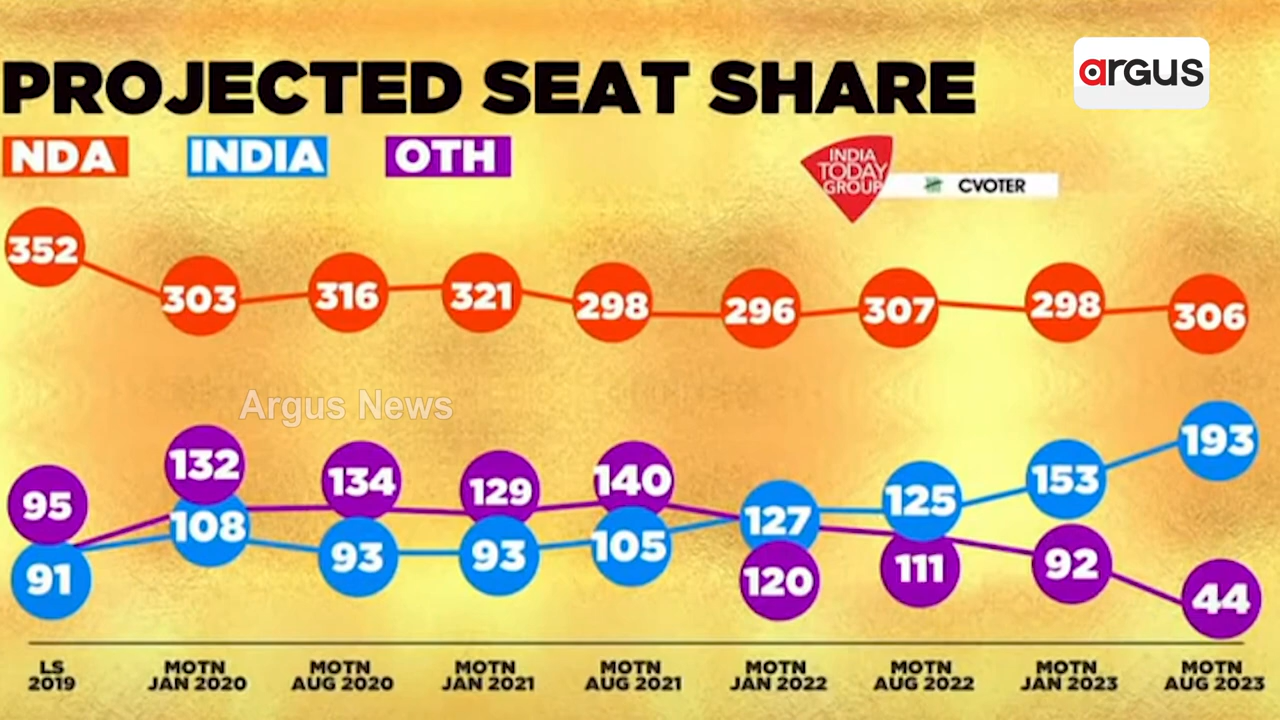 PROJECTED SEAT SHARE
argus
NDA INDIA OTH
INDIA
TODAY
GROUP
CVOTER
352 303 316 321 298 296 307 298 306
Argus News
95 132 134 129 140 127 125 153 193
91 108 93 93 105 120 111 92 44
LS MOTN MOTN MOTN MOTN MOTN MOTN MOTN MOTN
2019 JAN 2020 AUG 2020 JAN 2021 AUG 2021 JAN 2022 AUG 2022 JAN 2023 AUG 2023